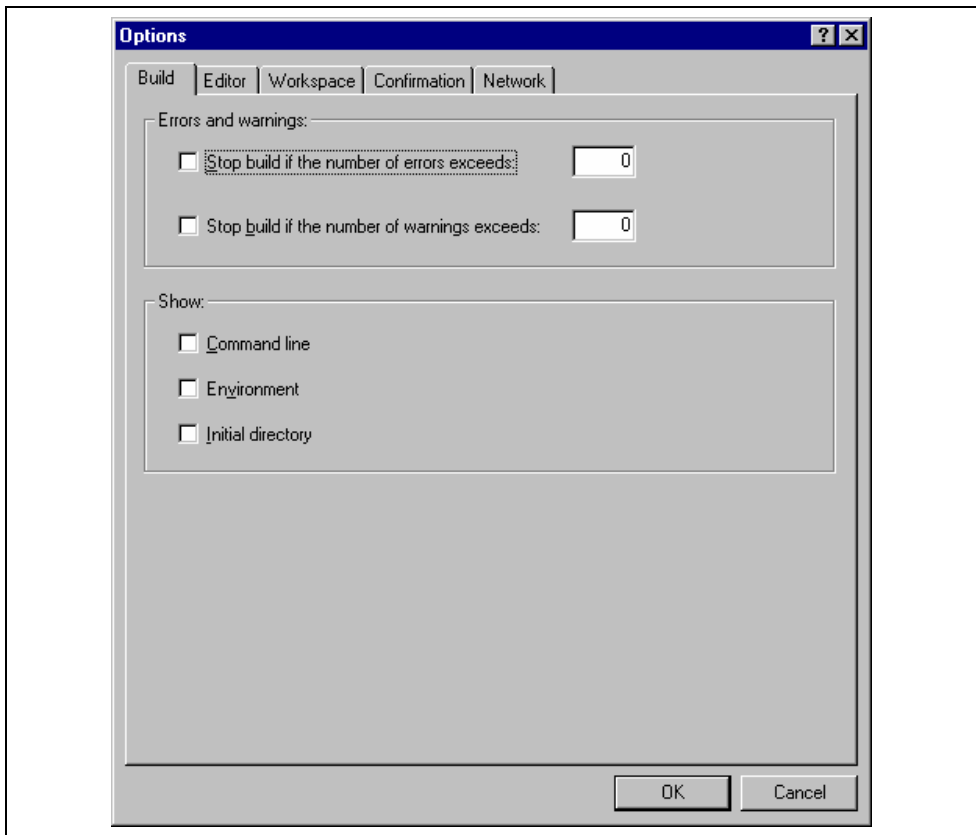 Options
Build Editor Workspace Confirmation Network
Errors and warnings:
Stop build if the number of errors exceeds: 0
Stop build if the number of warnings exceeds: 0
Show:
Command line
Environment
Initial directory
OK Cancel